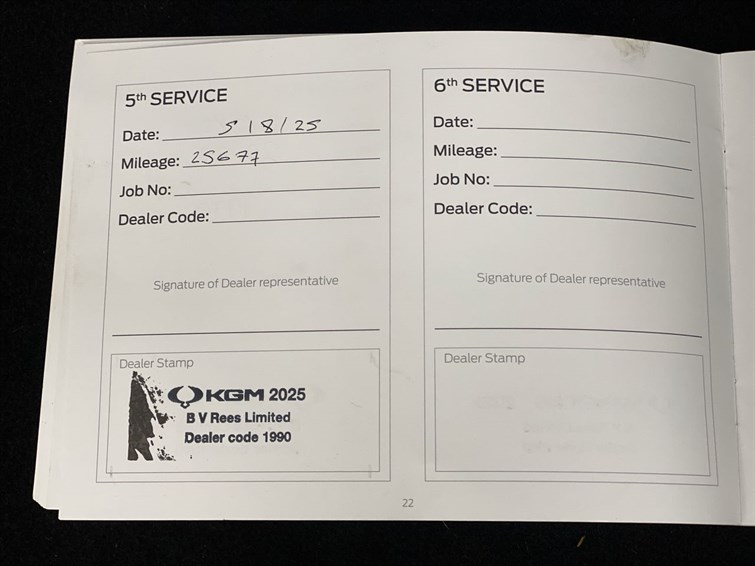 5th SERVICE
Date: 5/8/25
Mileage: 25677
Job No:
Dealer Code:
Signature of Dealer representative
Dealer Stamp
KGM 2025
B V Rees Limited
Dealer code 1990
6th SERVICE
Date:
Mileage:
Job No:
Dealer Code:
Signature of Dealer representative
Dealer Stamp
22